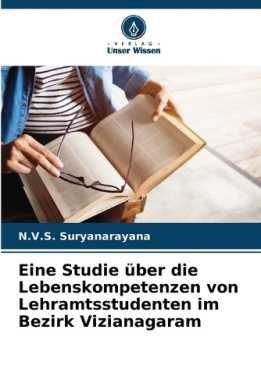 VERLAG
Unser Wissen
N.V.S. Suryanarayana
Eine Studie über die
Lebenskompetenzen von
Lehramtsstudenten im
Bezirk Vizianagaram